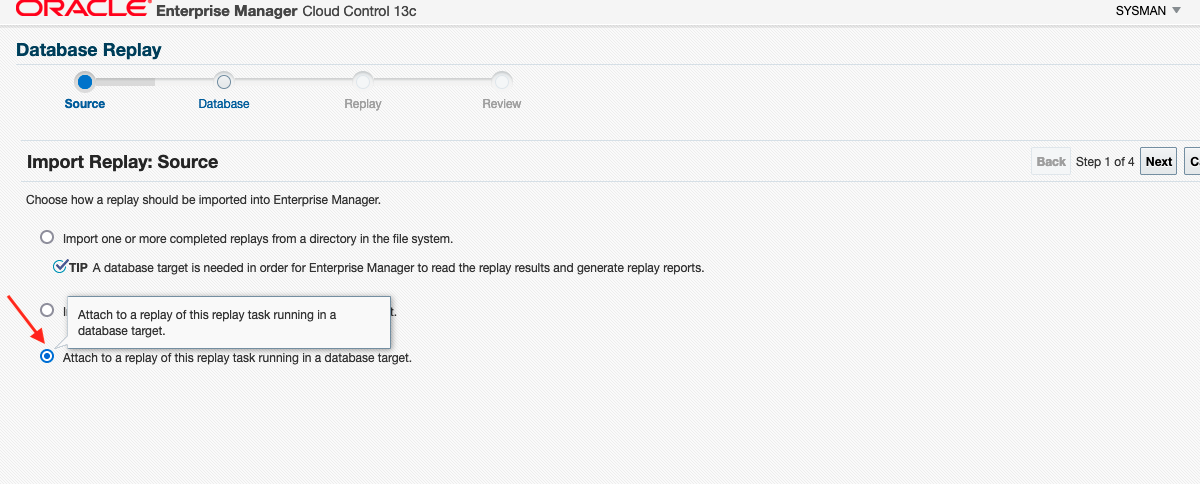 ORACLE® Enterprise Manager Cloud Control 13c
SYSMAN
Database Replay
Source
Database
Replay
Review
Import Replay: Source
Back
Step 1 of 4
Next
Choose how a replay should be imported into Enterprise Manager.
Import one or more completed replays from a directory in the file system.
TIP A database target is needed in order for Enterprise Manager to read the replay results and generate replay reports.
Attach to a replay of this replay task running in a
database target.
Attach to a replay of this replay task running in a database target.